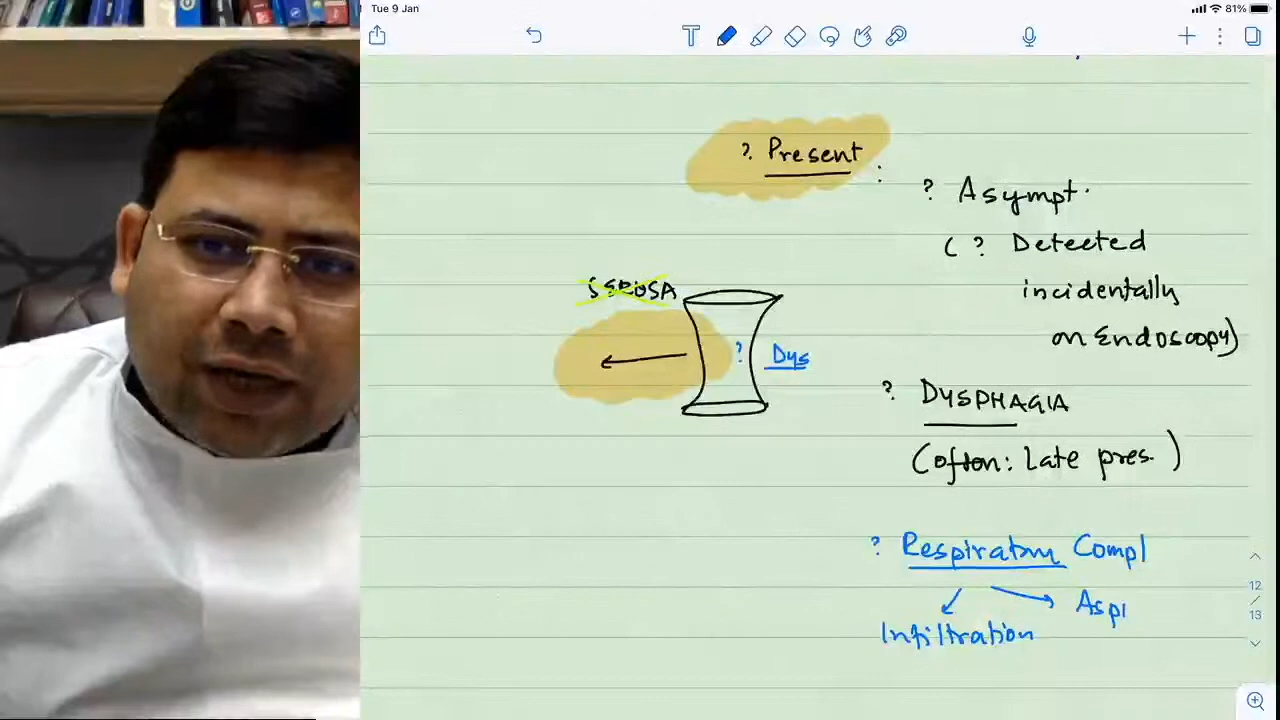 Tue 9 Jan
81%
? Present :
? Asympt.
( ? Detected
incidentally
on Endoscopy)
SEROSA
? Dys
? DYSPHAGIA
(often: Late pres.)
? Respiratory Compl
Aspi
Infiltration
12
/
13